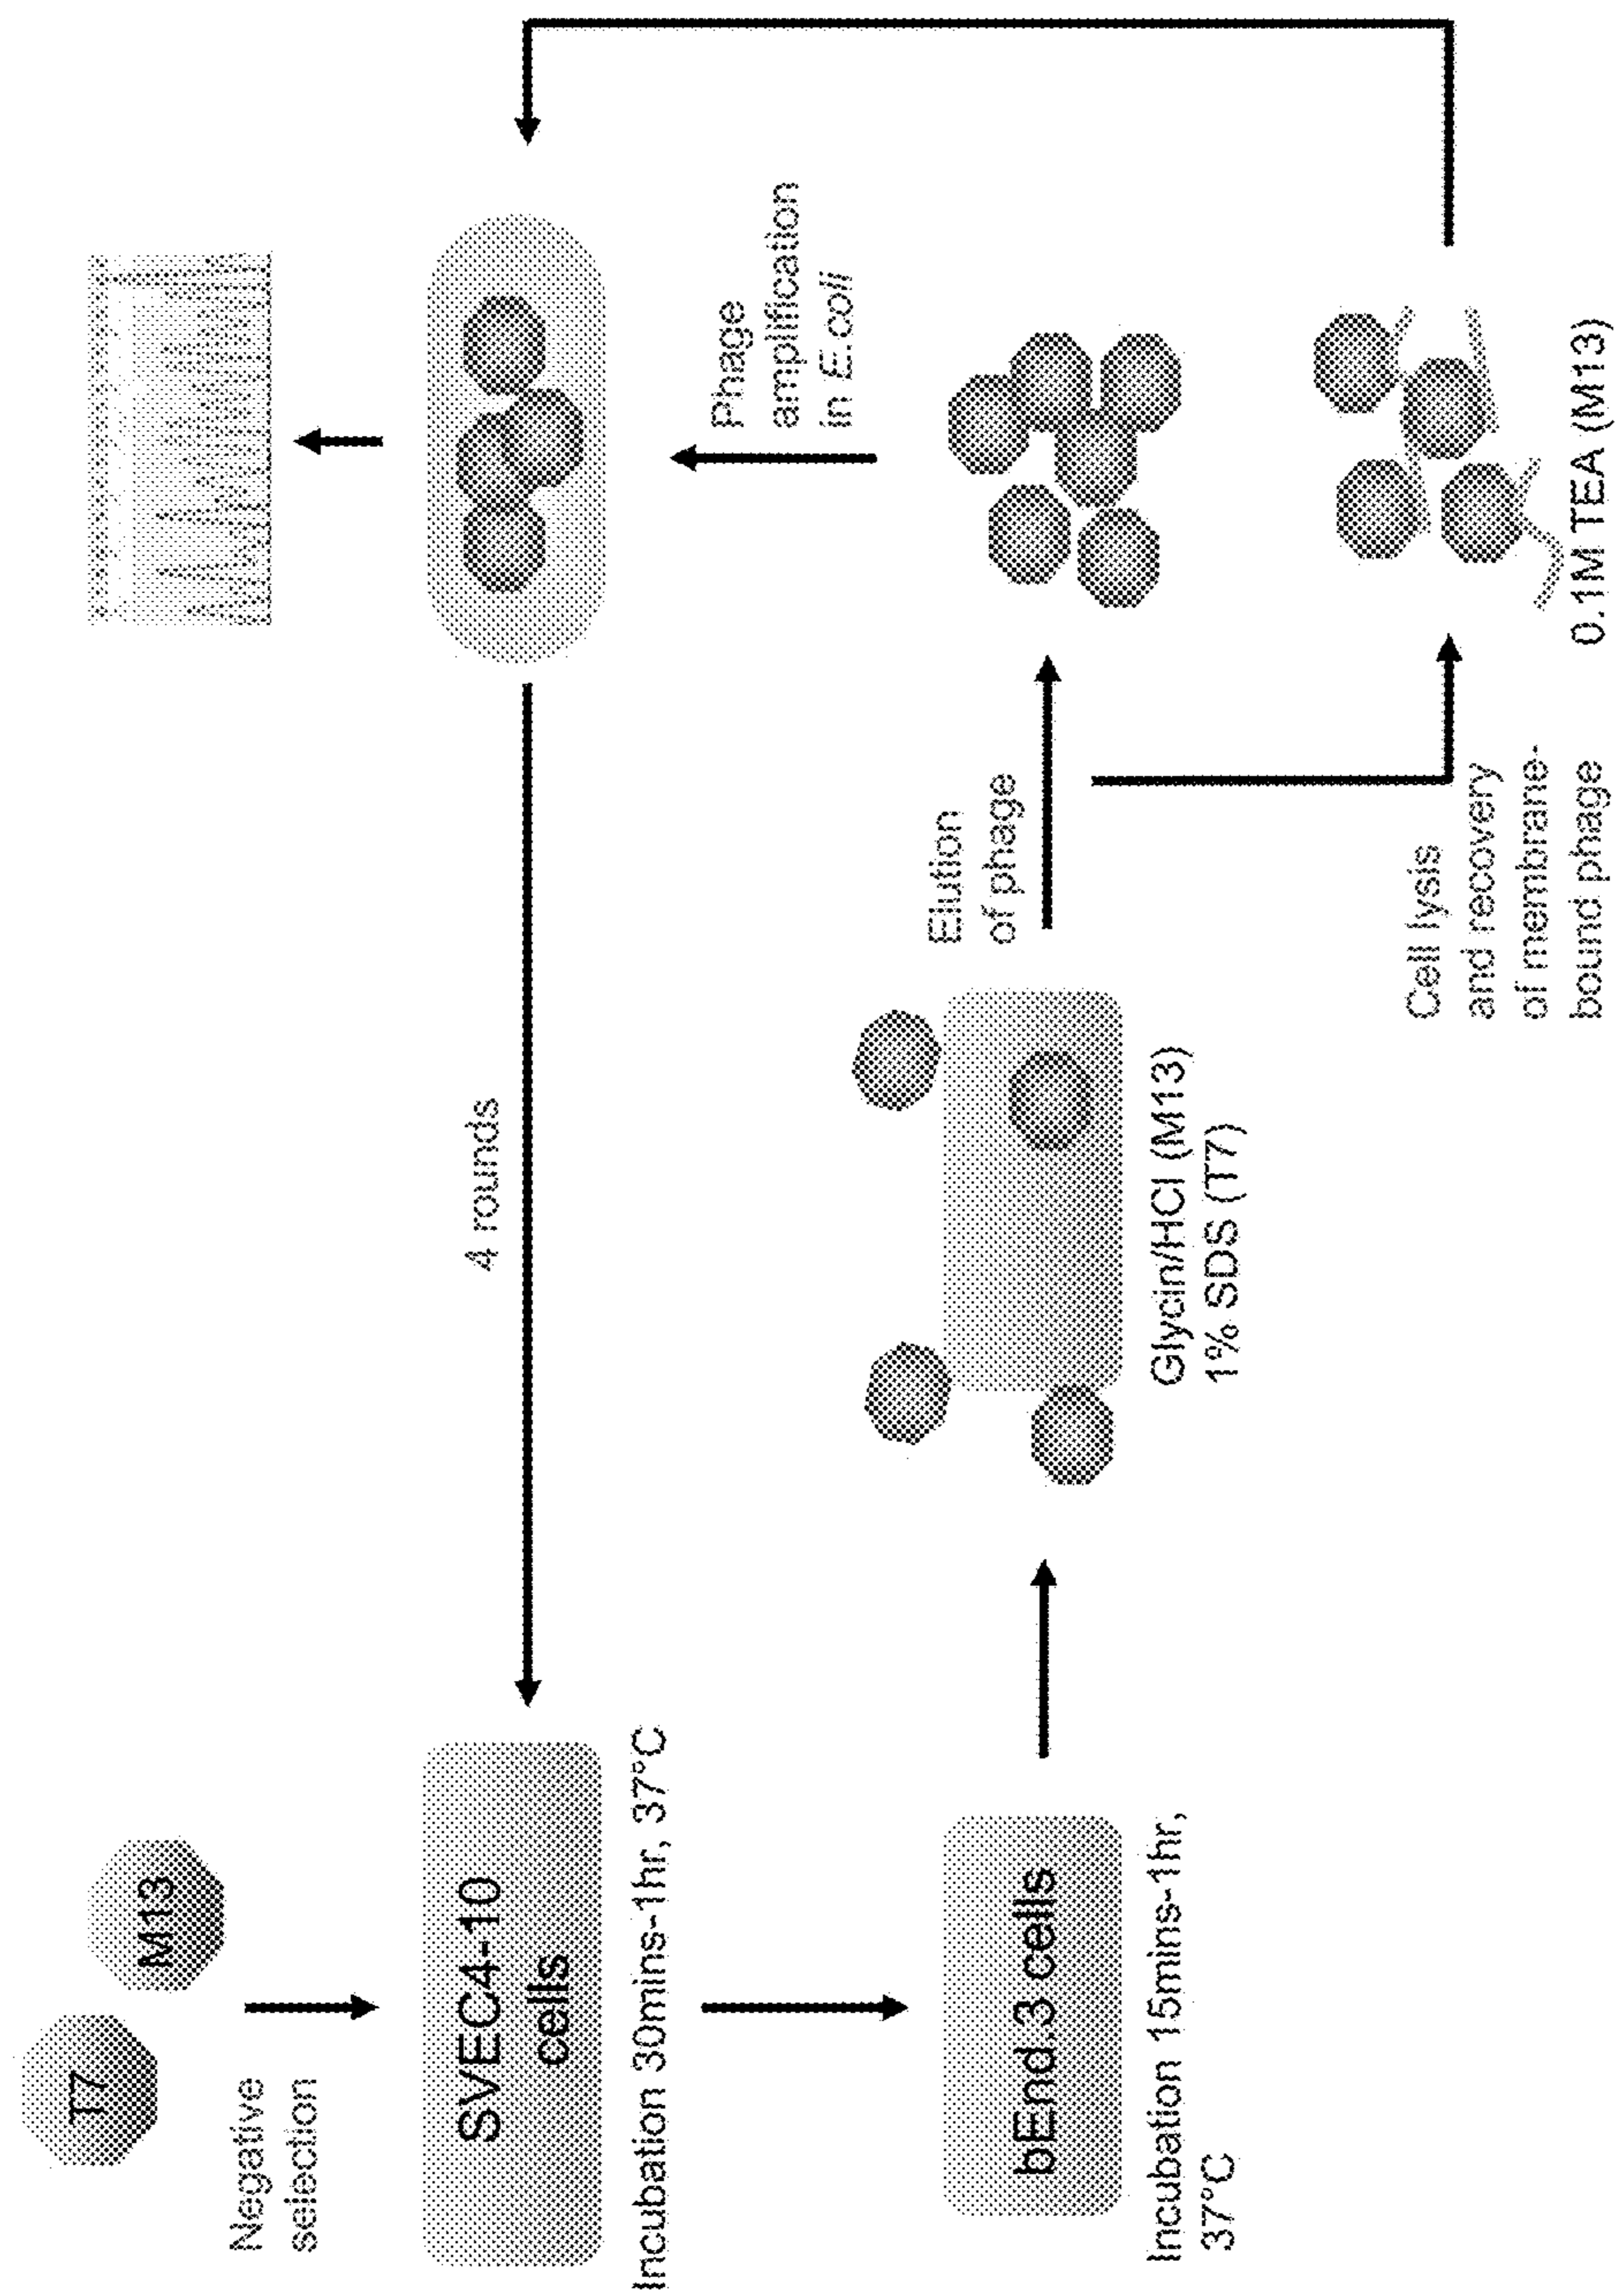 T7
M13
Negative
selection
SVEC4-10
cells
Incubation 30mins-1hr, 37°C
bEnd.3 cells
Incubation 15mins-1hr,
37°C
4 rounds
Glycin/HCl (M13)
1% SDS (T7)
Elution
of phage
Cell lysis
and recovery
of membrane-
bound phage
0.1M TEA (M13)
Phage
amplification
in E.coli